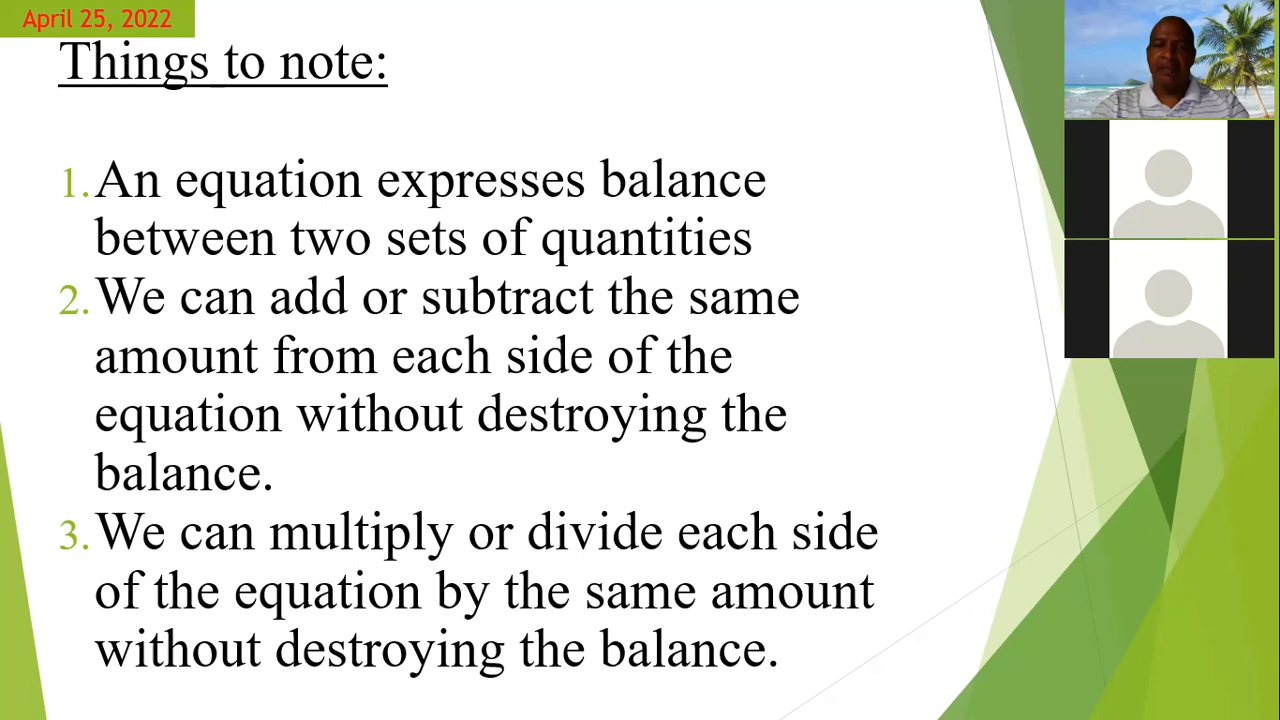 April 25, 2022
Things to note:
1. An equation expresses balance
between two sets of quantities
2. We can add or subtract the same
amount from each side of the
equation without destroying the
balance.
3. We can multiply or divide each side
of the equation by the same amount
without destroying the balance.